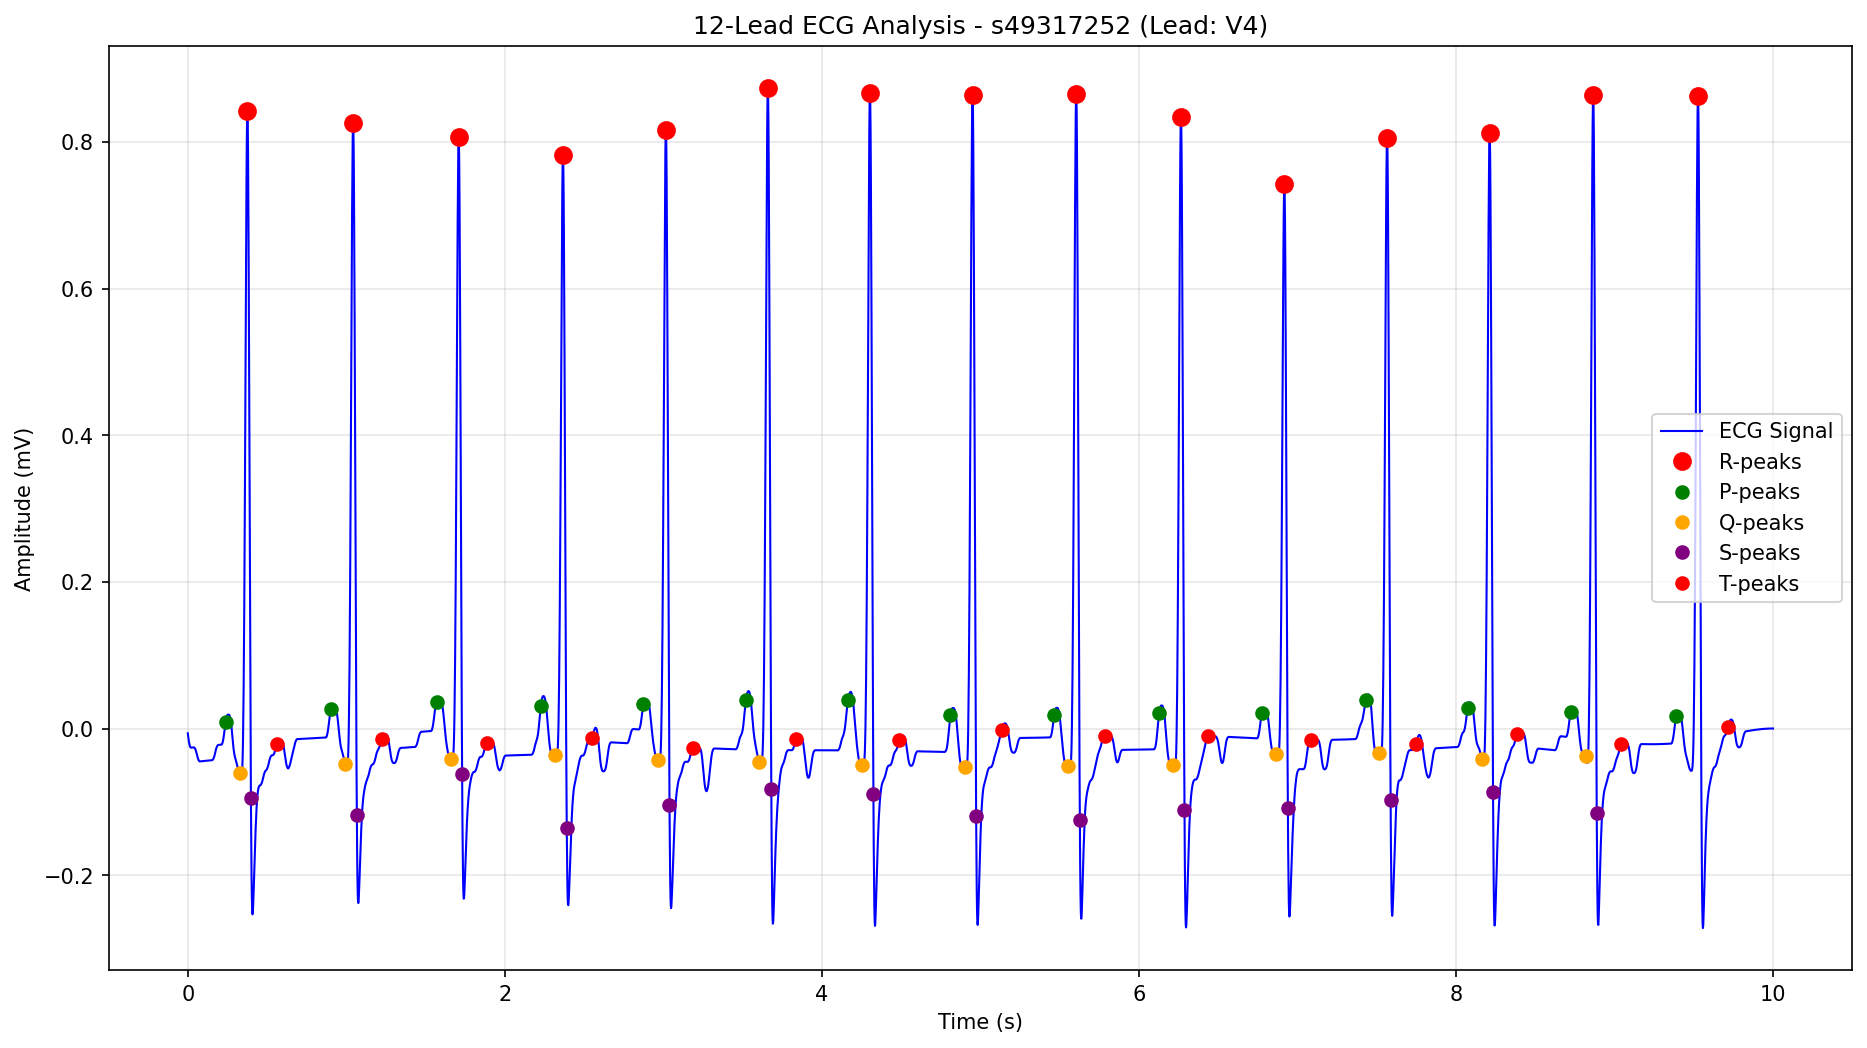 12-Lead ECG Analysis - s49317252 (Lead: V4)
Amplitude (mV)
0.8
0.6
0.4
0.2
0.0
−0.2
ECG Signal
R-peaks
P-peaks
Q-peaks
S-peaks
T-peaks
0 2 4 6 8 10
Time (s)